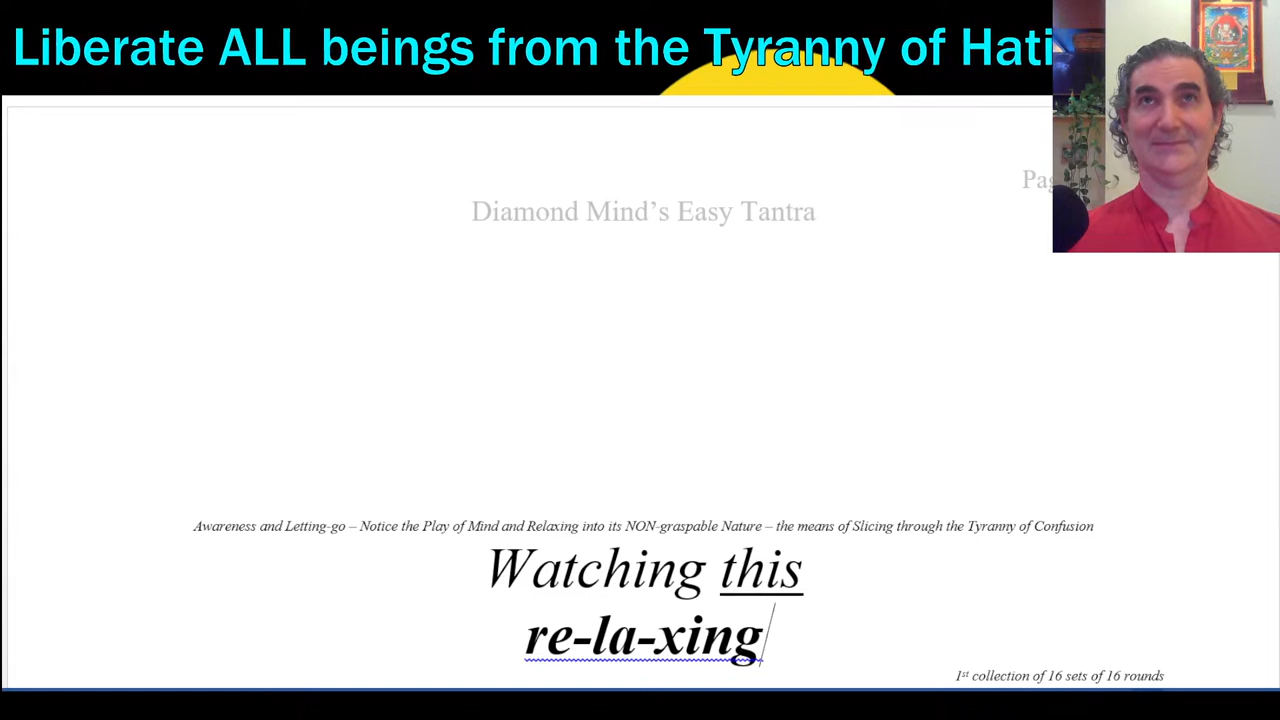 Liberate ALL beings from the Tyranny of Hati
Diamond Mind's Easy Tantra
Awareness and Letting-go – Notice the Play of Mind and Relaxing into its NON-graspable Nature – the means of Slicing through the Tyranny of Confusion
Watching this
re-la-xing
1st collection of 16 sets of 16 rounds